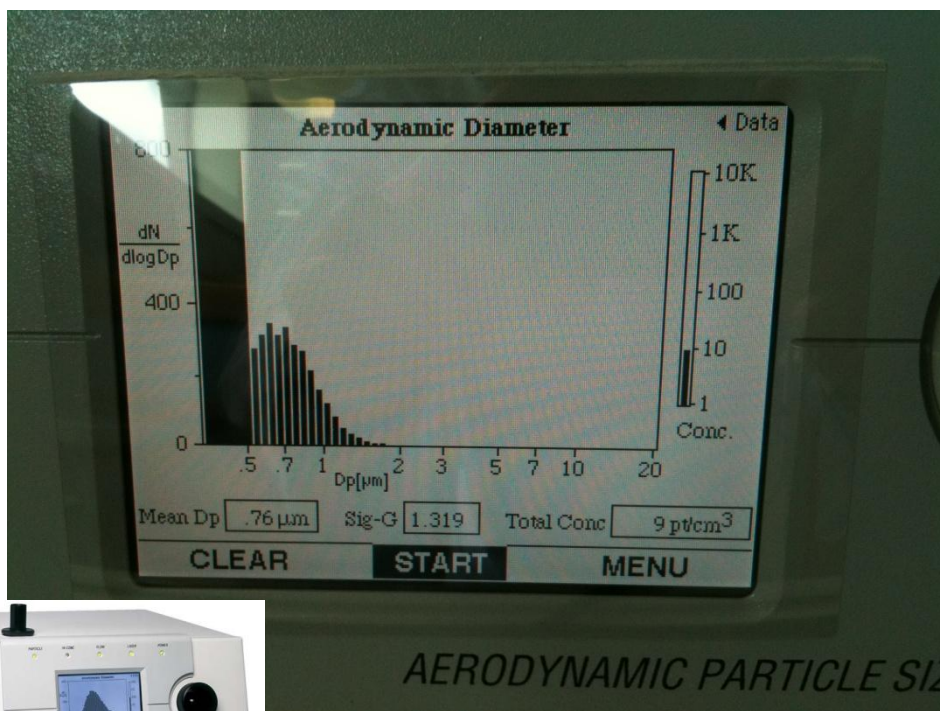 Aerodynamic Diameter
◄ Data
800
dN
dlogDp
400
0
.5 .7 1 2 3 5 7 10 20
Dp[µm]
10K
1K
100
10
1
Conc.
Mean Dp .76 µm Sig-G 1.319 Total Conc 9 pt/cm³
CLEAR START MENU
AERODYNAMIC PARTICLE SIZ